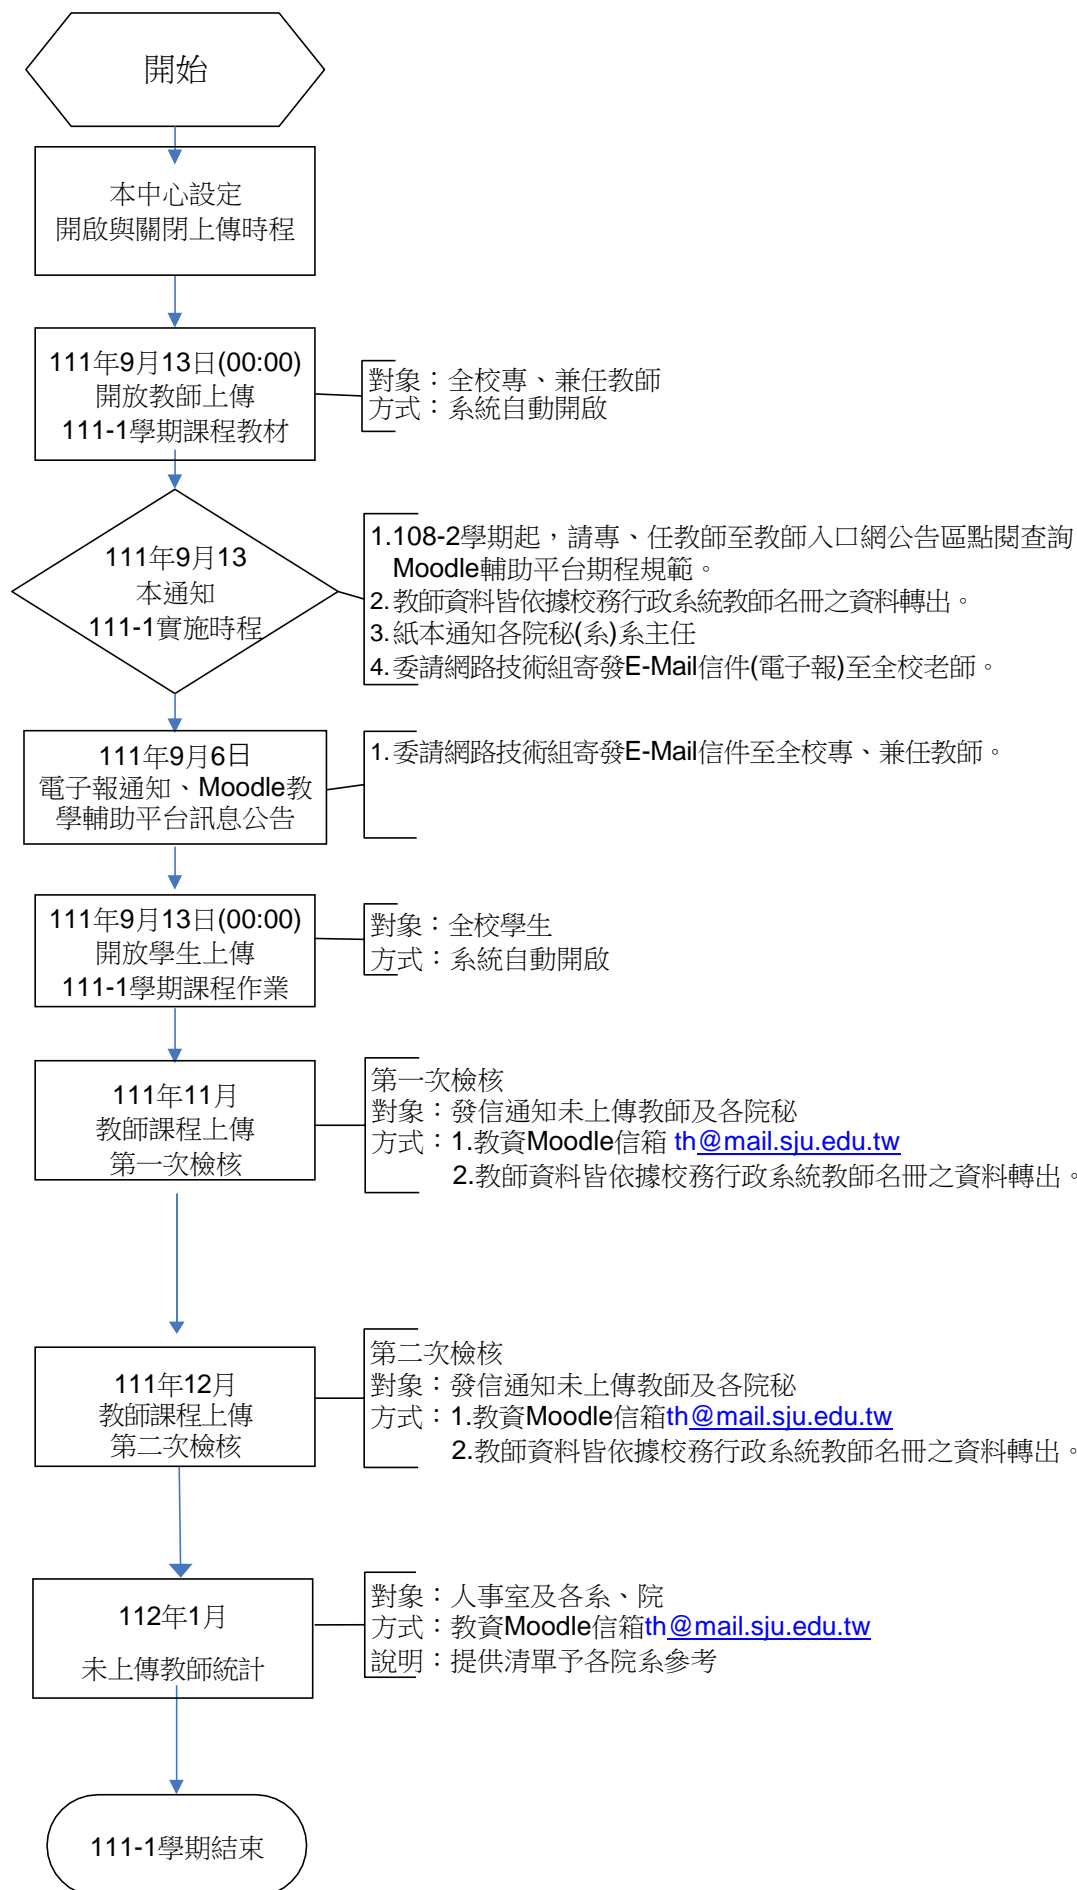 開始
本中心設定
開啟與關閉上傳時程
111年9月13日(00:00)
開放教師上傳
111-1學期課程教材
對象：全校專、兼任教師
方式：系統自動開啟
111年9月13
本通知
111-1實施時程
1.108-2學期起，請專、任教師至教師入口網公告區點閱查詢
Moodle輔助平台期程規範。
2.教師資料皆依據校務行政系統教師名冊之資料轉出。
3.紙本通知各院秘(系)系主任
4.委請網路技術組寄發E-Mail信件(電子報)至全校老師。
111年9月6日
電子報通知、Moodle教
學輔助平台訊息公告
1.委請網路技術組寄發E-Mail信件至全校專、兼任教師。
111年9月13日(00:00)
開放學生上傳
111-1學期課程作業
對象：全校學生
方式：系統自動開啟
111年11月
教師課程上傳
第一次檢核
第一次檢核
對象：發信通知未上傳教師及各院秘
方式：1.教資Moodle信箱 th@mail.sju.edu.tw
2.教師資料皆依據校務行政系統教師名冊之資料轉出。
111年12月
教師課程上傳
第二次檢核
第二次檢核
對象：發信通知未上傳教師及各院秘
方式：1.教資Moodle信箱th@mail.sju.edu.tw
2.教師資料皆依據校務行政系統教師名冊之資料轉出。
112年1月
未上傳教師統計
對象：人事室及各系、院
方式：教資Moodle信箱th@mail.sju.edu.tw
說明：提供清單予各院系參考
111-1學期結束